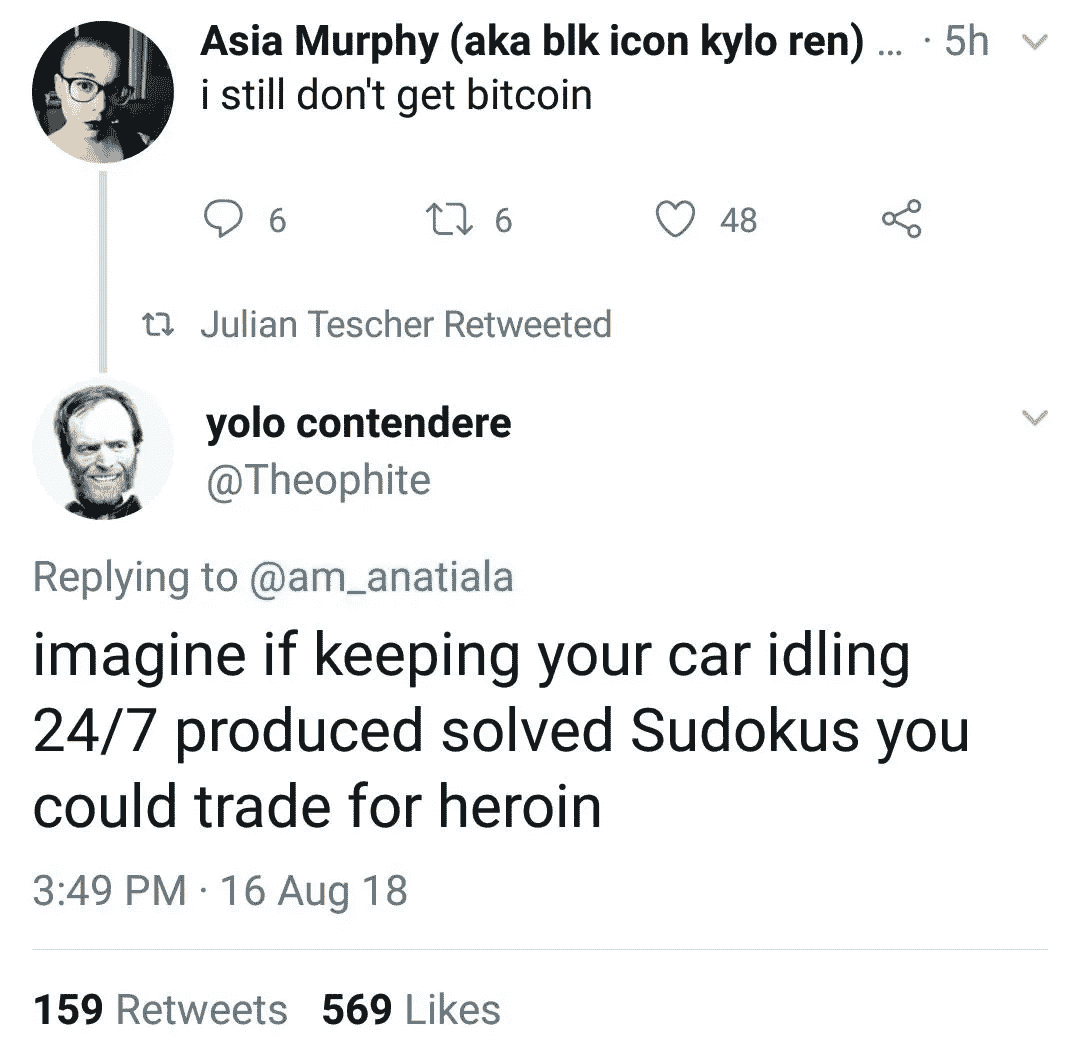 Asia Murphy (aka blk icon kylo ren) ... · 5h
i still don't get bitcoin
6 6 48
Julian Tescher Retweeted
yolo contendere
@Theophite
Replying to @am_anatiala
imagine if keeping your car idling
24/7 produced solved Sudokus you
could trade for heroin
3:49 PM · 16 Aug 18
159 Retweets 569 Likes